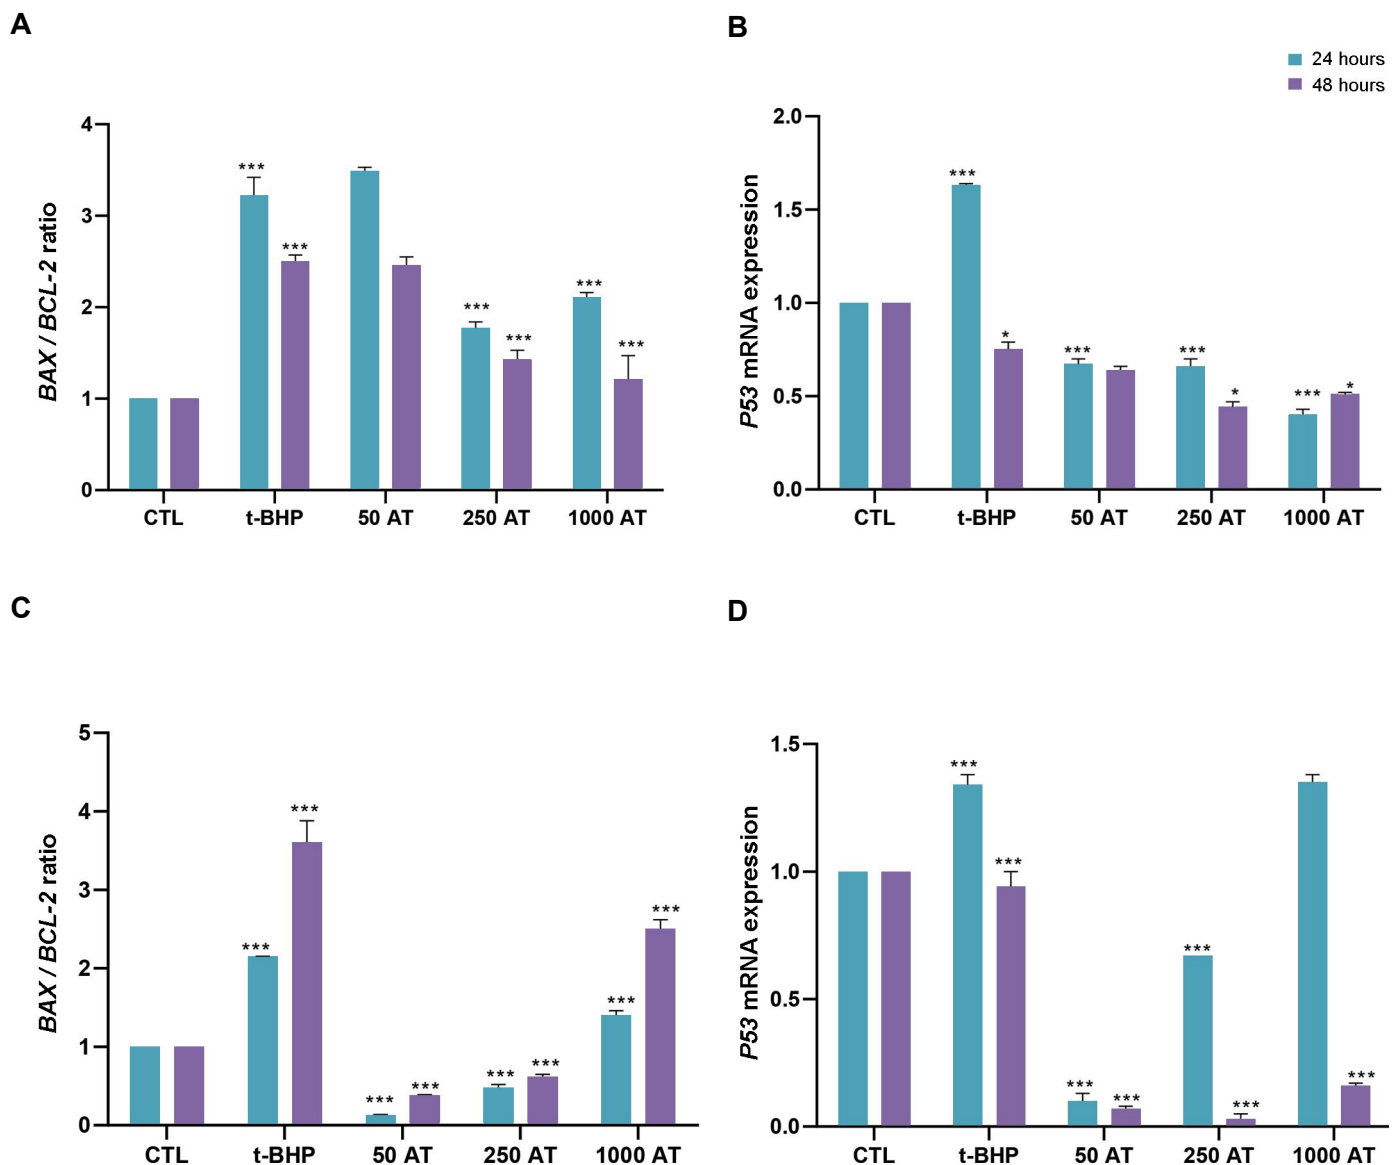 A
BAX / BCL-2 ratio
4
3
2
1
0
***
***
***
***
***
***
CTL
t-BHP
50 AT
250 AT
1000 AT
B
24 hours
48 hours
P53 mRNA expression
2.0
1.5
1.0
0.5
0.0
***
*
***
***
*
***
*
CTL
t-BHP
50 AT
250 AT
1000 AT
C
BAX / BCL-2 ratio
5
4
3
2
1
0
***
***
***
***
***
***
***
***
CTL
t-BHP
50 AT
250 AT
1000 AT
D
P53 mRNA expression
1.5
1.0
0.5
0.0
***
***
***
***
***
***
***
CTL
t-BHP
50 AT
250 AT
1000 AT